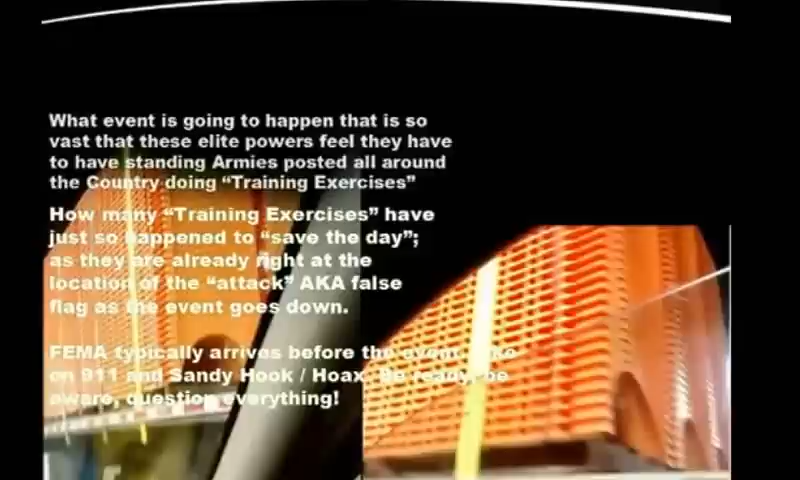 What event is going to happen that is so
vast that these elite powers feel they have
to have standing Armies posted all around
the Country doing “Training Exercises”
How many “Training Exercises” have
just so happened to “save the day”;
as they are already right at the
location of the “attack” AKA false
flag as the event goes down.
FEMA typically arrives before the event, like
on 911 and Sandy Hook / Hoax. Be ready, be
aware, question everything!